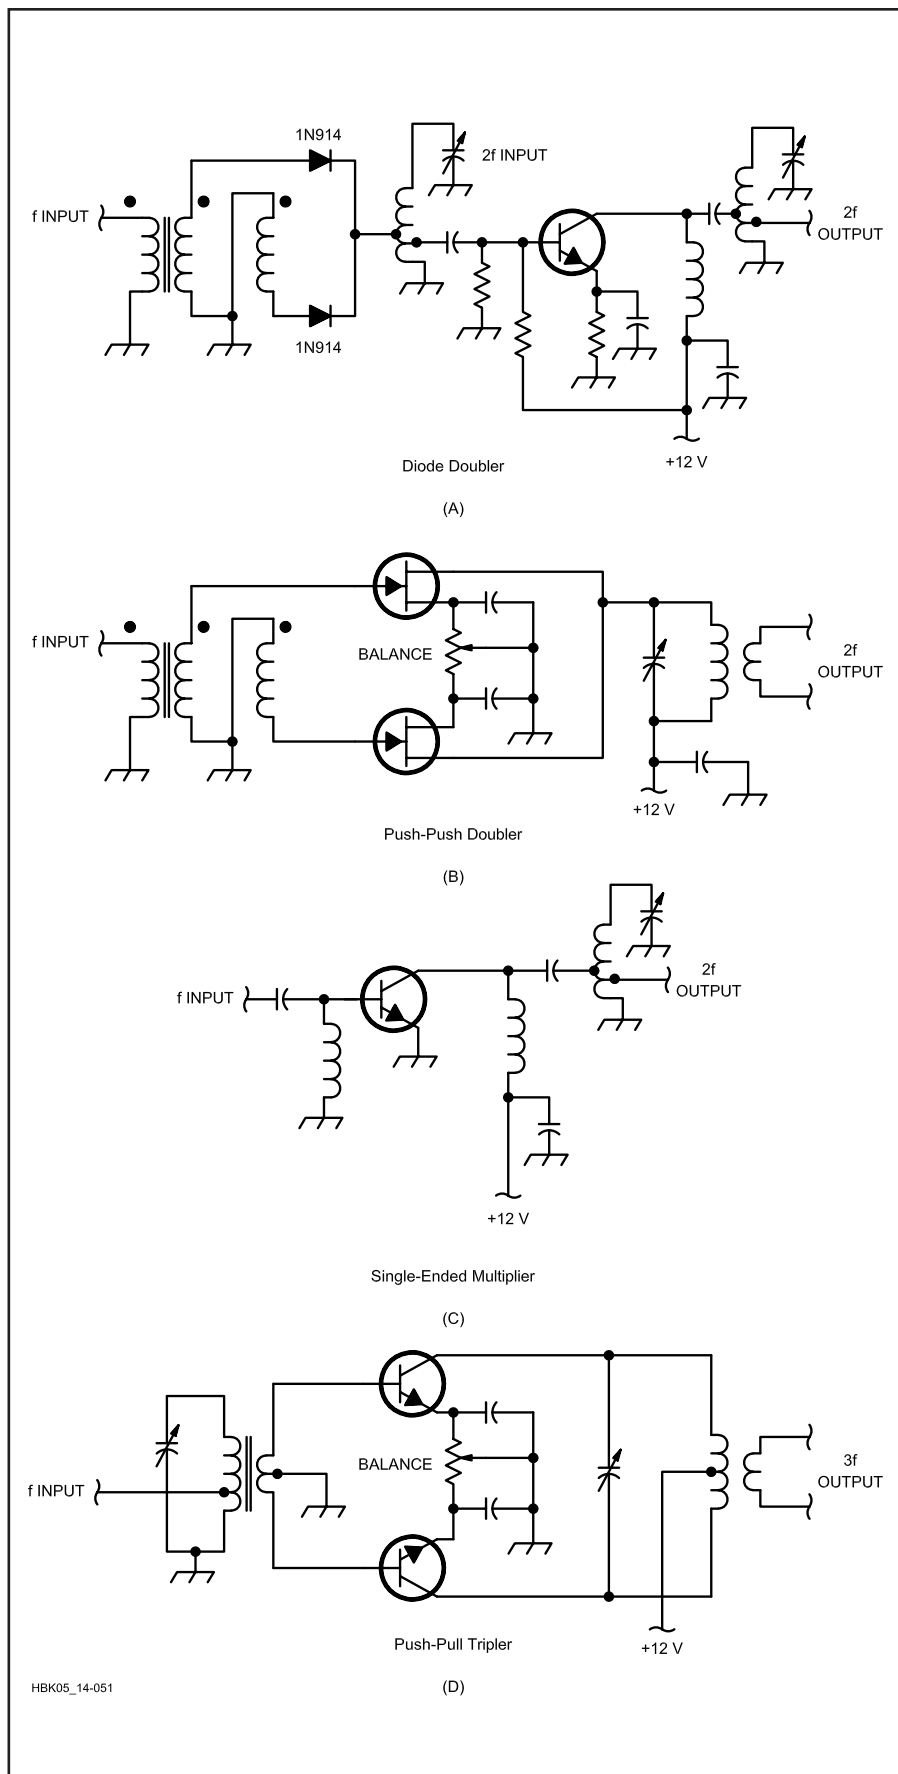 1N914
2f INPUT
f INPUT
2f
OUTPUT
1N914
+12 V
Diode Doubler
(A)
f INPUT
BALANCE
2f
OUTPUT
+12 V
Push-Push Doubler
(B)
f INPUT
2f
OUTPUT
+12 V
Single-Ended Multiplier
(C)
BALANCE
f INPUT
3f
OUTPUT
+12 V
Push-Pull Tripler
(D)
HBK05_14-051